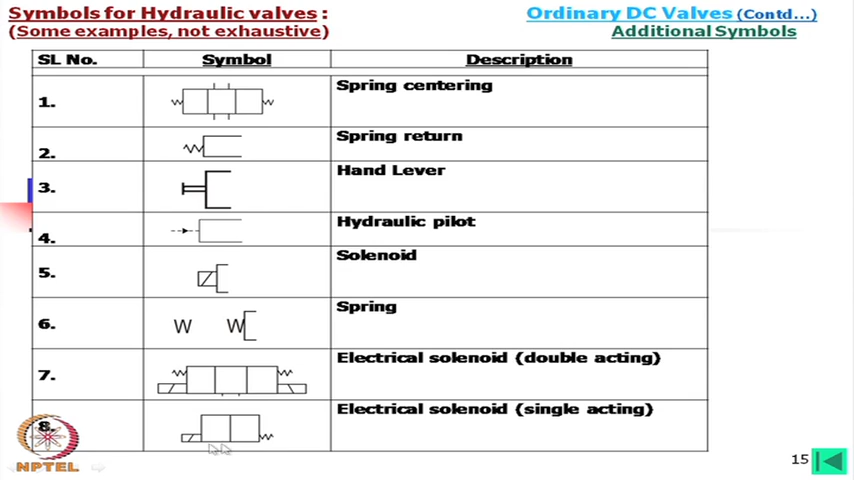 Symbols for Hydraulic valves :
Ordinary DC Valves (Contd...)
(Some examples, not exhaustive)
Additional Symbols
SL No. Symbol Description
1. Spring centering
2. Spring return
3. Hand Lever
4. Hydraulic pilot
5. Solenoid
6. Spring
7. Electrical solenoid (double acting)
8. Electrical solenoid (single acting)
NPTEL
15